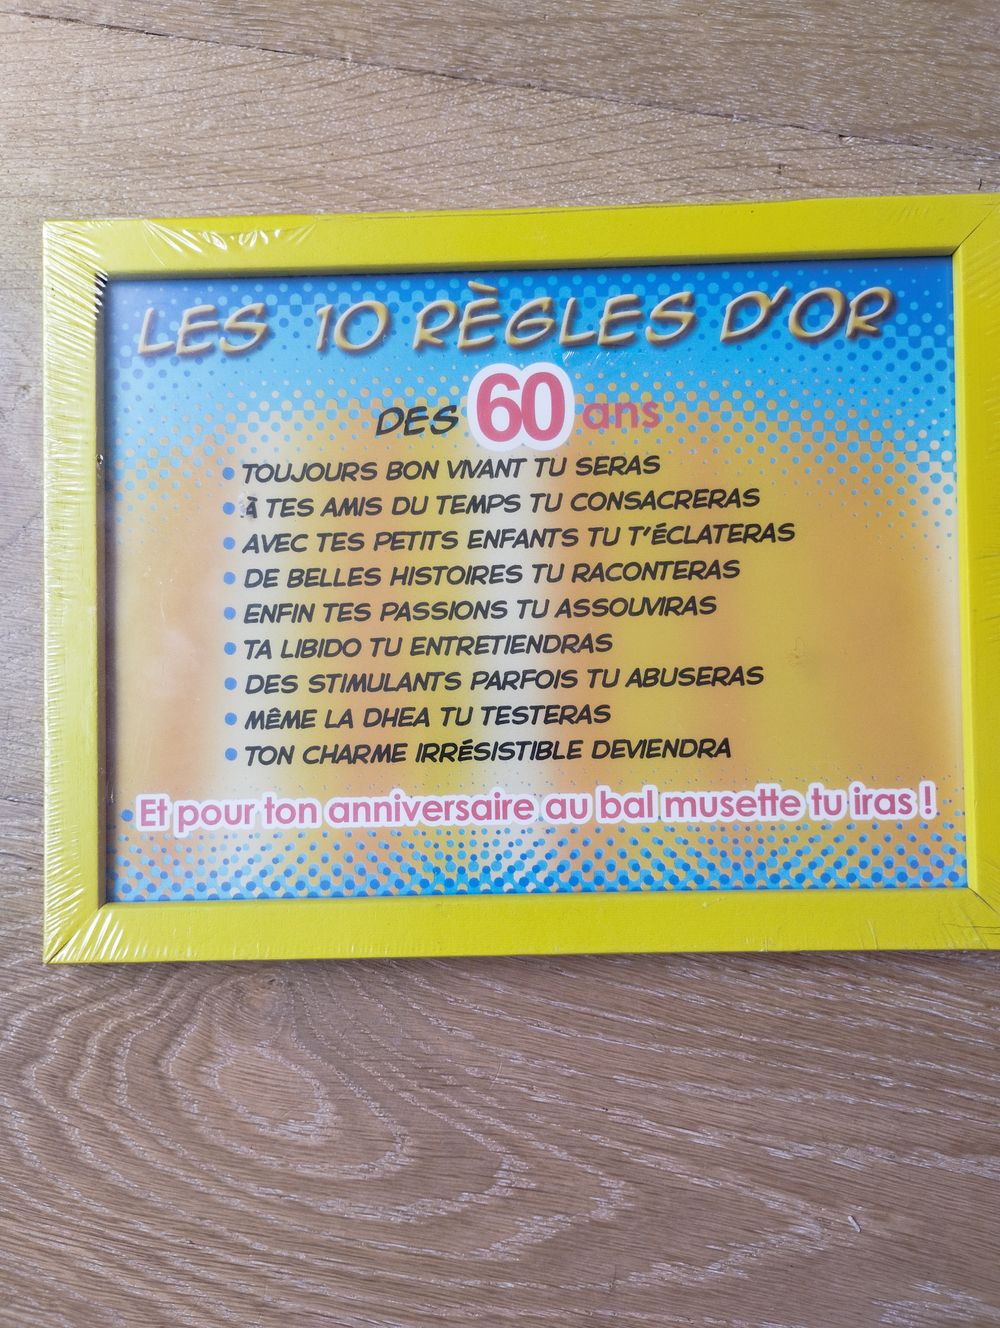 LES 10 RÈGLES D'OR
DES 60 ans
• TOUJOURS BON VIVANT TU SERAS
• À TES AMIS DU TEMPS TU CONSACRERAS
• AVEC TES PETITS ENFANTS TU T'ÉCLATERAS
• DE BELLES HISTOIRES TU RACONTERAS
• ENFIN TES PASSIONS TU ASSOUVIRAS
• TA LIBIDO TU ENTRETIENDRAS
• DES STIMULANTS PARFOIS TU ABUSERAS
• MÊME LA DHEA TU TESTERAS
• TON CHARME IRRÉSISTIBLE DEVIENDRA
• Et pour ton anniversaire au bal musette tu iras !